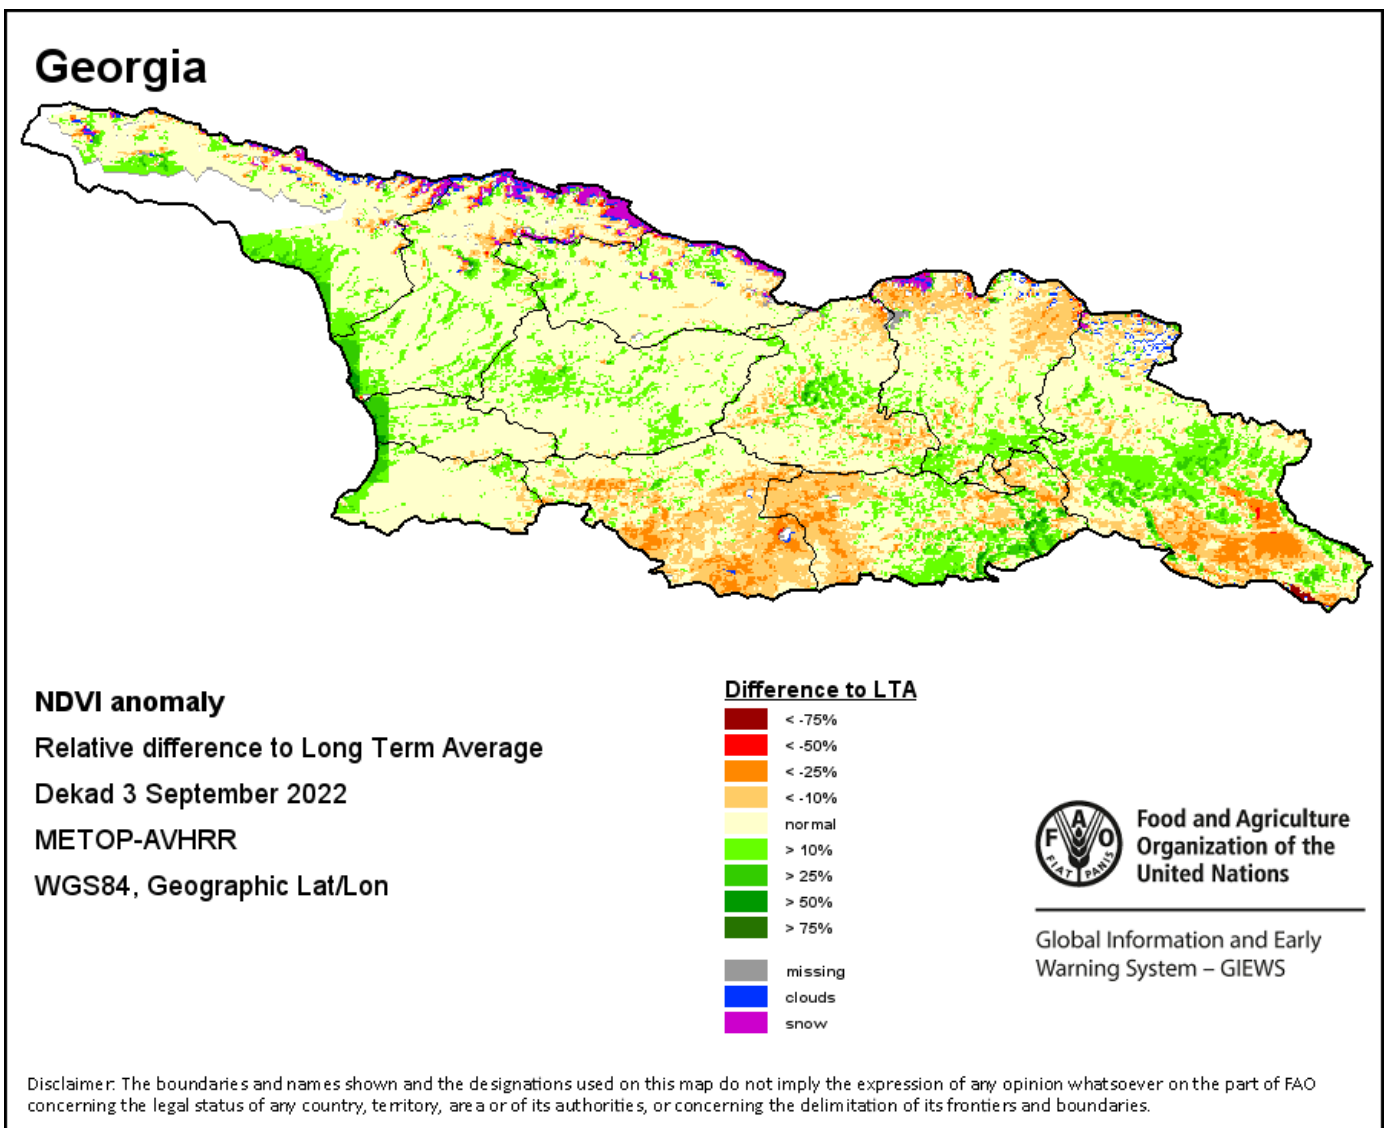 Georgia
NDVI anomaly
Relative difference to Long Term Average
Dekad 3 September 2022
METOP-AVHRR
WGS84, Geographic Lat/Lon
Difference to LTA
< -75%
< -50%
< -25%
< -10%
normal
> 10%
> 25%
> 50%
> 75%
missing
clouds
snow
F A O
FIAT PANIS
Food and Agriculture
Organization of the
United Nations
Global Information and Early
Warning System – GIEWS
Disclaimer: The boundaries and names shown and the designations used on this map do not imply the expression of any opinion whatsoever on the part of FAO
concerning the legal status of any country, territory, area or of its authorities, or concerning the delimitation of its frontiers and boundaries.